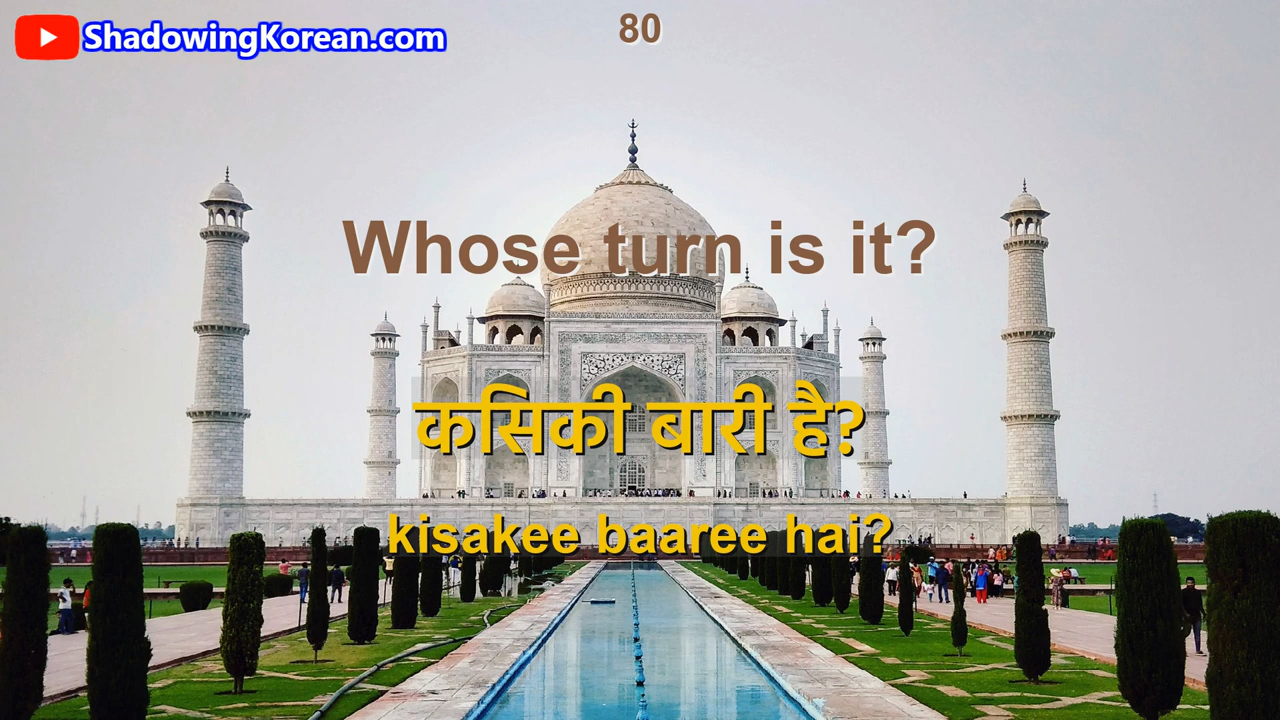 ShadowingKorean.com
80
Whose turn is it?
कसिकी बारी है?
kisakee baaree hai?